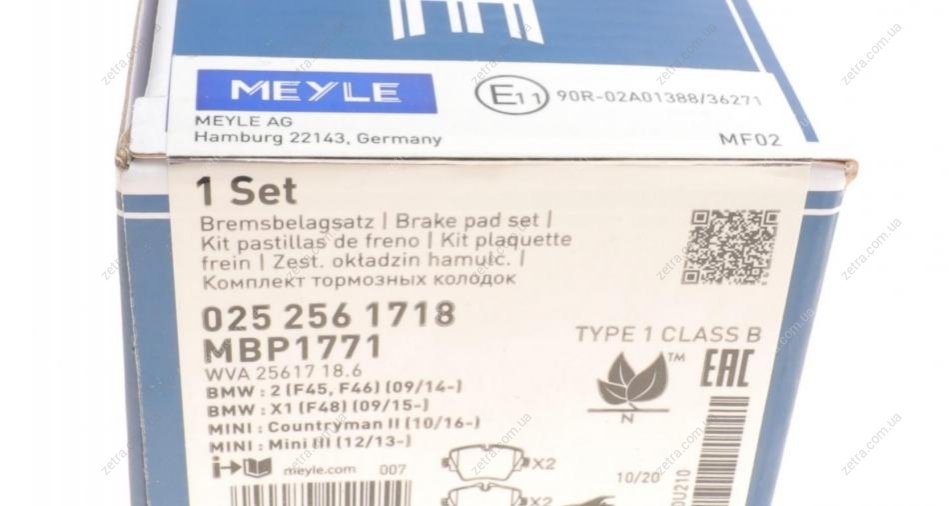 MEYLE
MEYLE AG
Hamburg 22143, Germany
E11 90R-02A01388/36271
MF02
1 Set
Bremsbelagsatz | Brake pad set |
Kit pastillas de freno | Kit plaquette
frein | Zest. okładzin hamulc. |
Комплект тормозных колодок
025 256 1718
MBP1771
WVA 25617 18.6
BMW : 2 (F45, F46) (09/14-)
BMW : X1 (F48) (09/15-)
MINI : Countryman II (10/16-)
MINI : Mini III (12/13-)
TYPE 1 CLASS B
TM
N
EAC
i meyle.com 007
X2
X2
10/20
0U210
zetra.com.ua